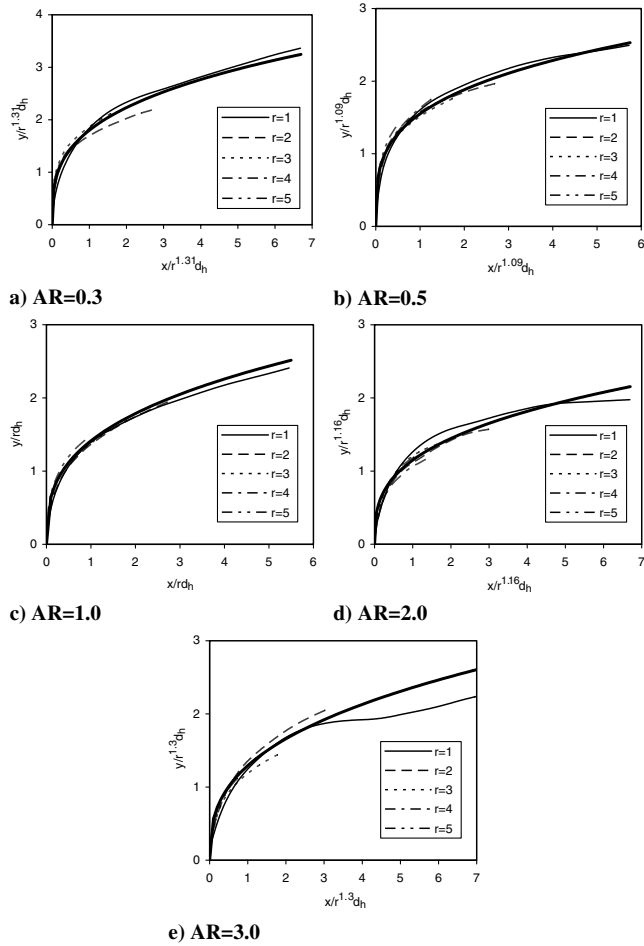 4
3
2
1
0
y/r^1.31d_h
0 1 2 3 4 5 6 7
x/r^1.31d_h
r=1
r=2
r=3
r=4
r=5
a) AR=0.3
3
2
1
0
y/r^1.09d_h
0 1 2 3 4 5 6
x/r^1.09d_h
r=1
r=2
r=3
r=4
r=5
b) AR=0.5
3
2
1
0
y/rd_h
0 1 2 3 4 5 6
x/rd_h
r=1
r=2
r=3
r=4
r=5
c) AR=1.0
3
2
1
0
y/r^1.16d_h
0 1 2 3 4 5 6 7
x/r^1.16d_h
r=1
r=2
r=3
r=4
r=5
d) AR=2.0
3
2
1
0
y/r^1.3d_h
0 1 2 3 4 5 6 7
x/r^1.3d_h
r=1
r=2
r=3
r=4
r=5
e) AR=3.0